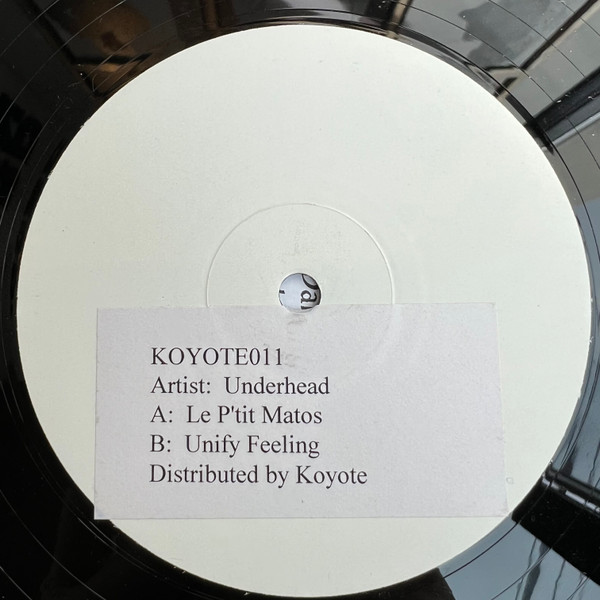 KOYOTE011
Artist: Underhead
A: Le P'tit Matos
B: Unify Feeling
Distributed by Koyote